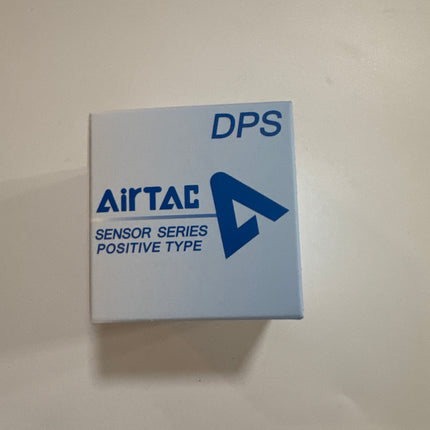 DPS
AirTAC
SENSOR SERIES
POSITIVE TYPE